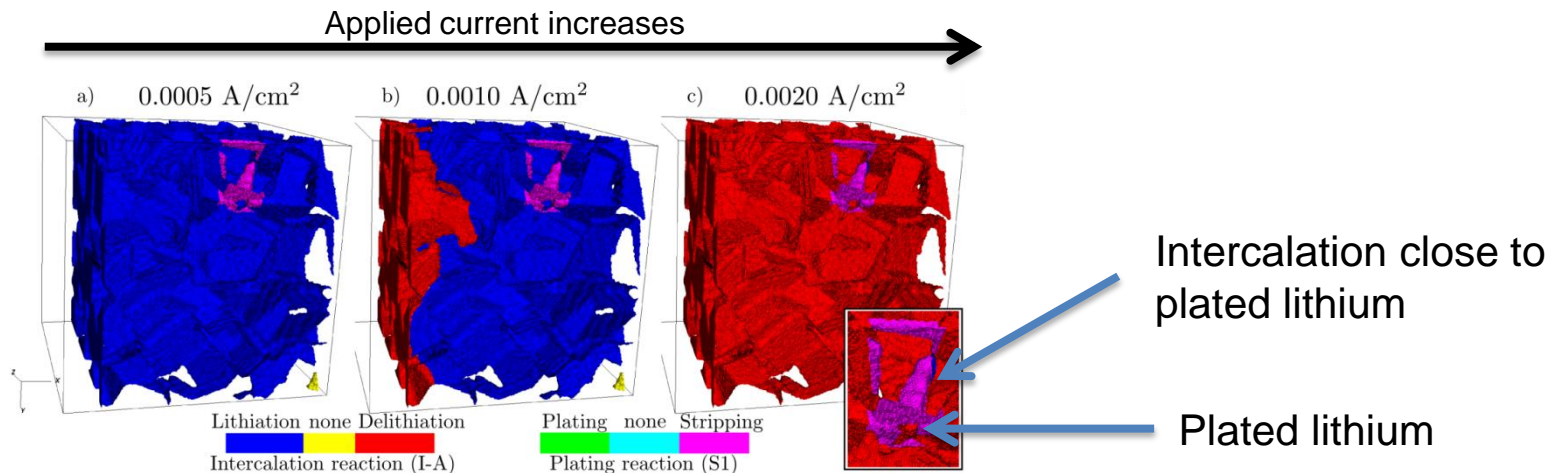 Applied current increases
a) 0.0005 A/cm²
b) 0.0010 A/cm²
c) 0.0020 A/cm²
Intercalation close to
plated lithium
Plated lithium
z
x
y
Lithiation none Delithiation
Intercalation reaction (I-A)
Plating none Stripping
Plating reaction (S1)